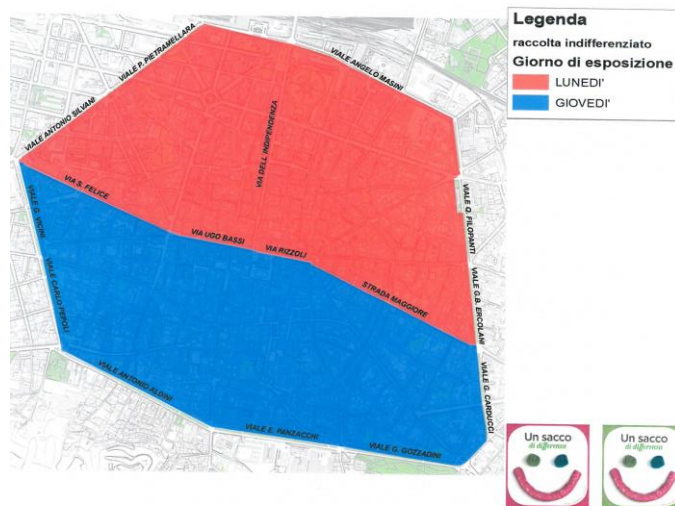 Legenda
raccolta indifferenziato
Giorno di esposizione
LUNEDI'
GIOVEDI'
VIALE P. PIETRAMELLARA
VIALE ANGELO MASINI
VIALE ANTONIO SILVANI
VIA DELL INDIPENDENZA
VIA S. FELICE
VIALE G. VICINI
VIALE Q. FILOPANTI
VIA UGO BASSI
VIA RIZZOLI
STRADA MAGGIORE
VIALE G.B. ERCOLANI
VIALE CARLO PEPOLI
VIALE ANTONIO ALDINI
VIALE E. PANZACCHI
VIALE G. GOZZADINI
VIALE G. CARDUCCI
Un sacco
di differenza
Un sacco
di differenza